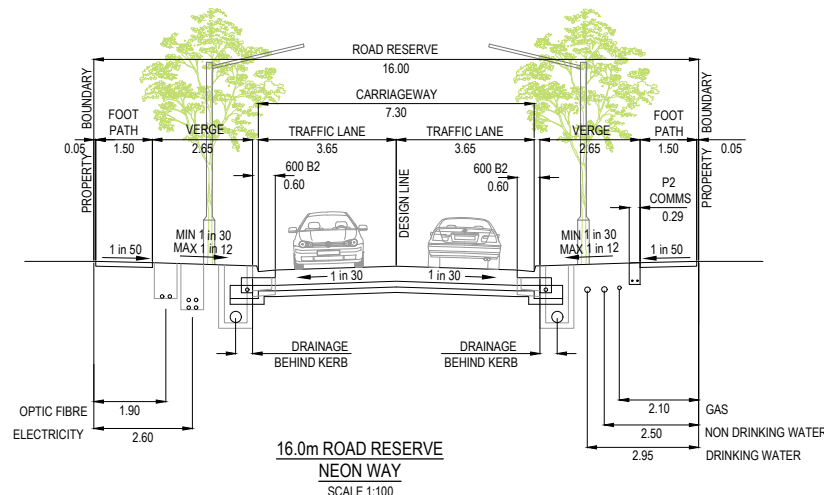 ROAD RESERVE
16.00
CARRIAGEWAY
7.30
PROPERTY BOUNDARY
FOOT
PATH
1.50
0.05
VERGE
2.65
TRAFFIC LANE
3.65
TRAFFIC LANE
3.65
VERGE
2.65
FOOT
PATH
1.50
0.05
PROPERTY BOUNDARY
600 B2
0.60
DESIGN LINE
600 B2
0.60
P2
COMMS
0.29
1 in 50
MIN 1 in 30
MAX 1 in 12
1 in 30
1 in 30
MIN 1 in 30
MAX 1 in 12
1 in 50
DRAINAGE
BEHIND KERB
DRAINAGE
BEHIND KERB
OPTIC FIBRE
1.90
ELECTRICITY
2.60
2.10
GAS
2.50
NON DRINKING WATER
2.95
DRINKING WATER
16.0m ROAD RESERVE
NEON WAY
SCALE 1:100